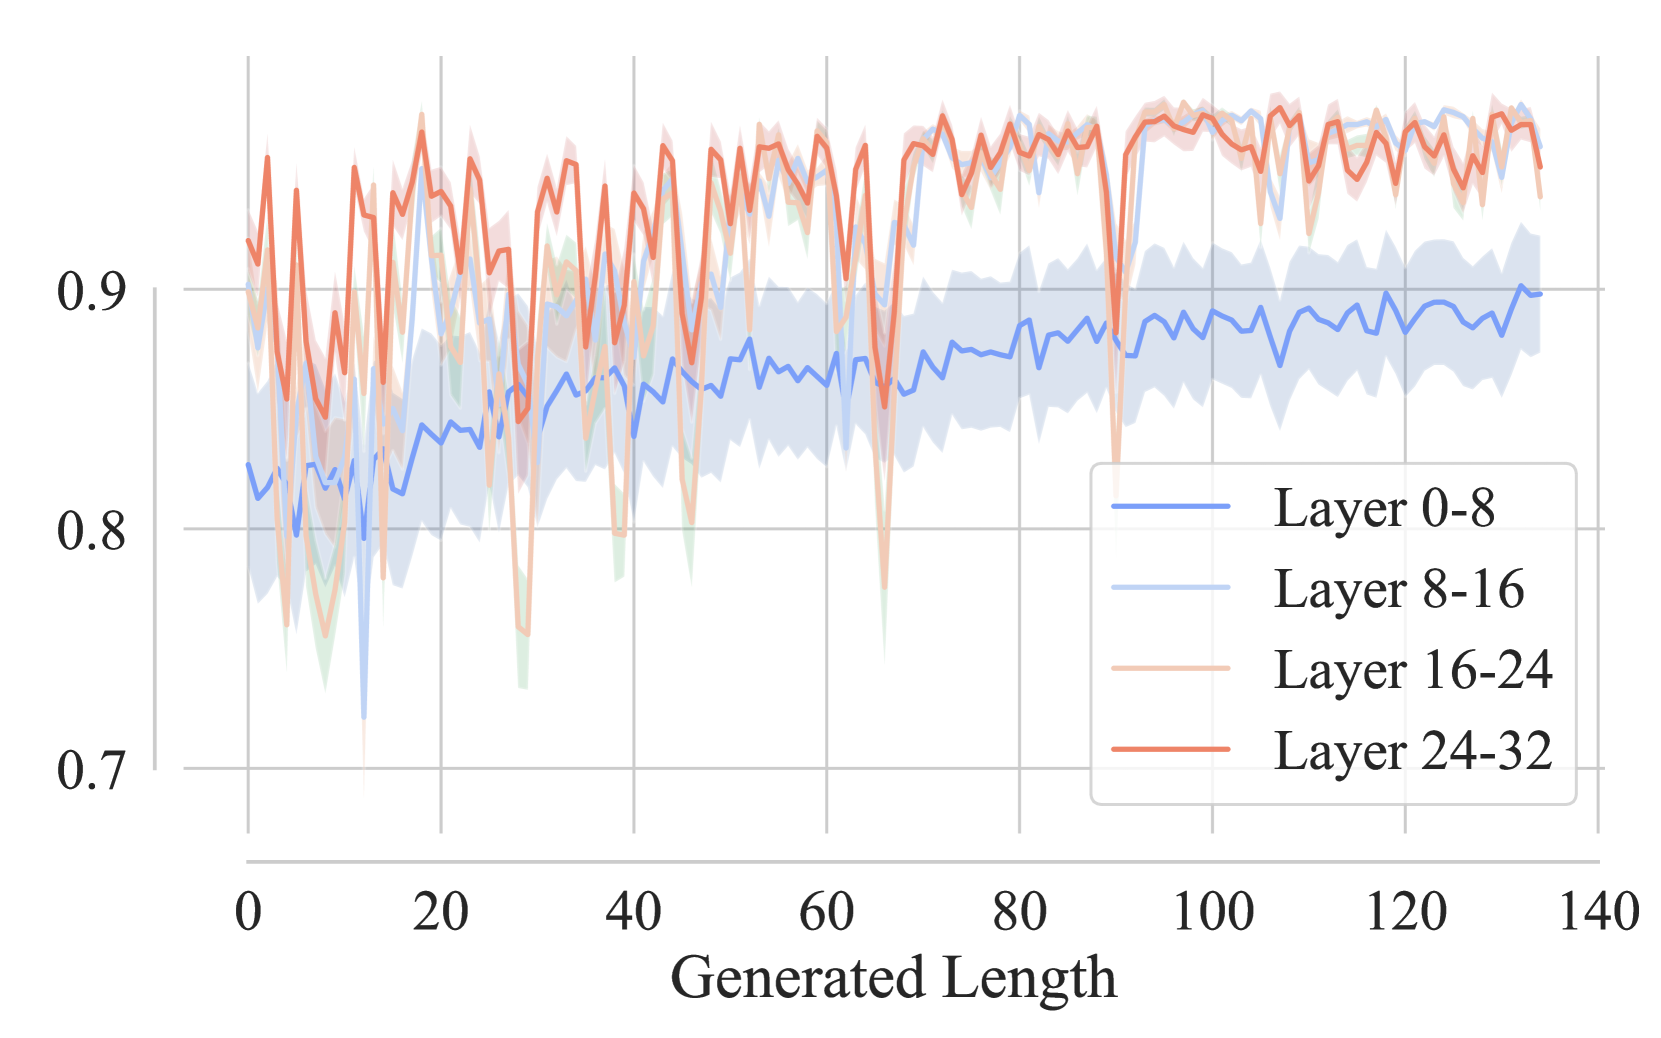 0.9
0.8
0.7
Layer 0-8
Layer 8-16
Layer 16-24
Layer 24-32
0 20 40 60 80 100 120 140
Generated Length